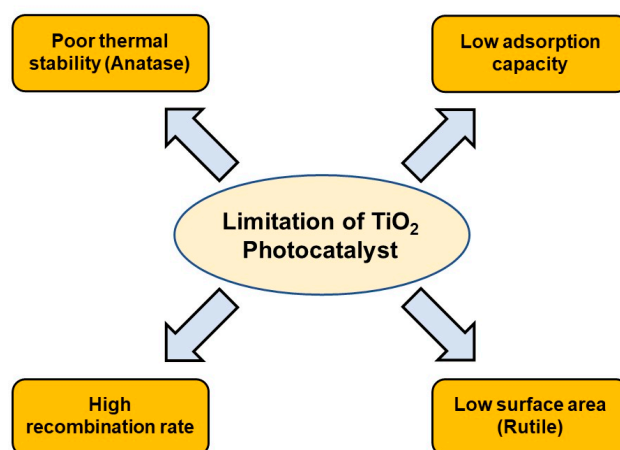 Poor thermal
stability (Anatase)
Low adsorption
capacity
Limitation of TiO₂
Photocatalyst
High
recombination rate
Low surface area
(Rutile)